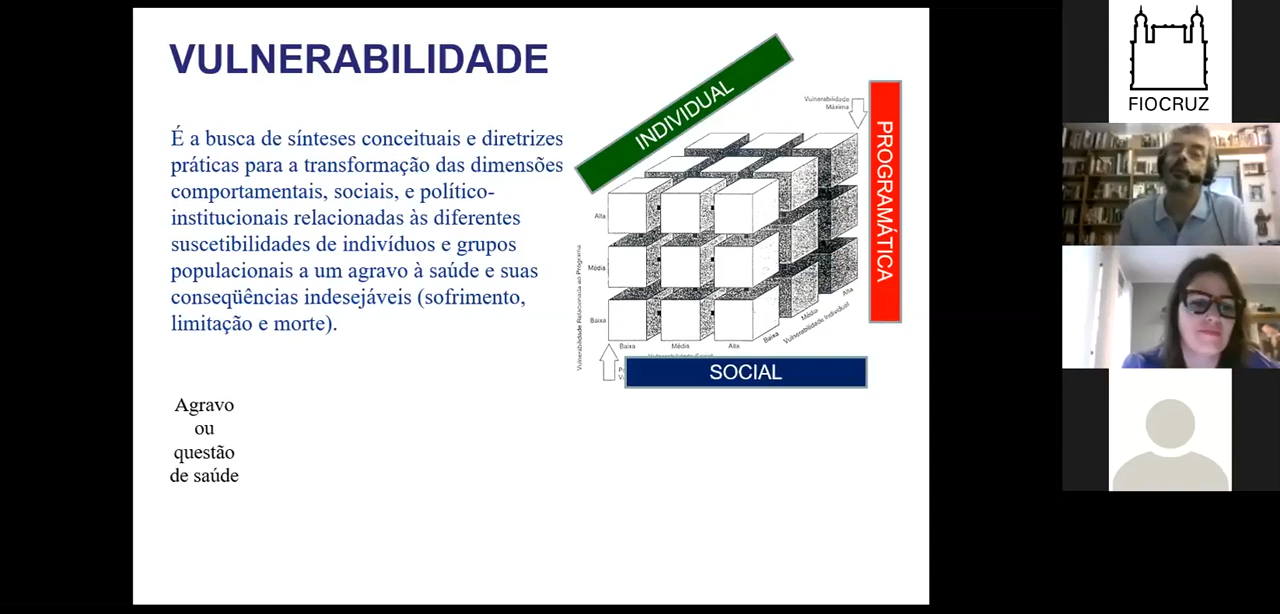 VULNERABILIDADE
É a busca de sínteses conceituais e diretrizes
práticas para a transformação das dimensões
comportamentais, sociais, e político-
institucionais relacionadas às diferentes
suscetibilidades de indivíduos e grupos
populacionais a um agravo à saúde e suas
conseqüências indesejáveis (sofrimento,
limitação e morte).
Agravo
ou
questão
de saúde
INDIVIDUAL
Vulnerabilidade
Máxima
PROGRAMÁTICA
Vulnerabilidade Relacionada ao Programa
Alta
Média
Baixa
Baixa
Média
Alta
Baixa
Média
Alta
Vulnerabilidade Individual
SOCIAL
FIOCRUZ